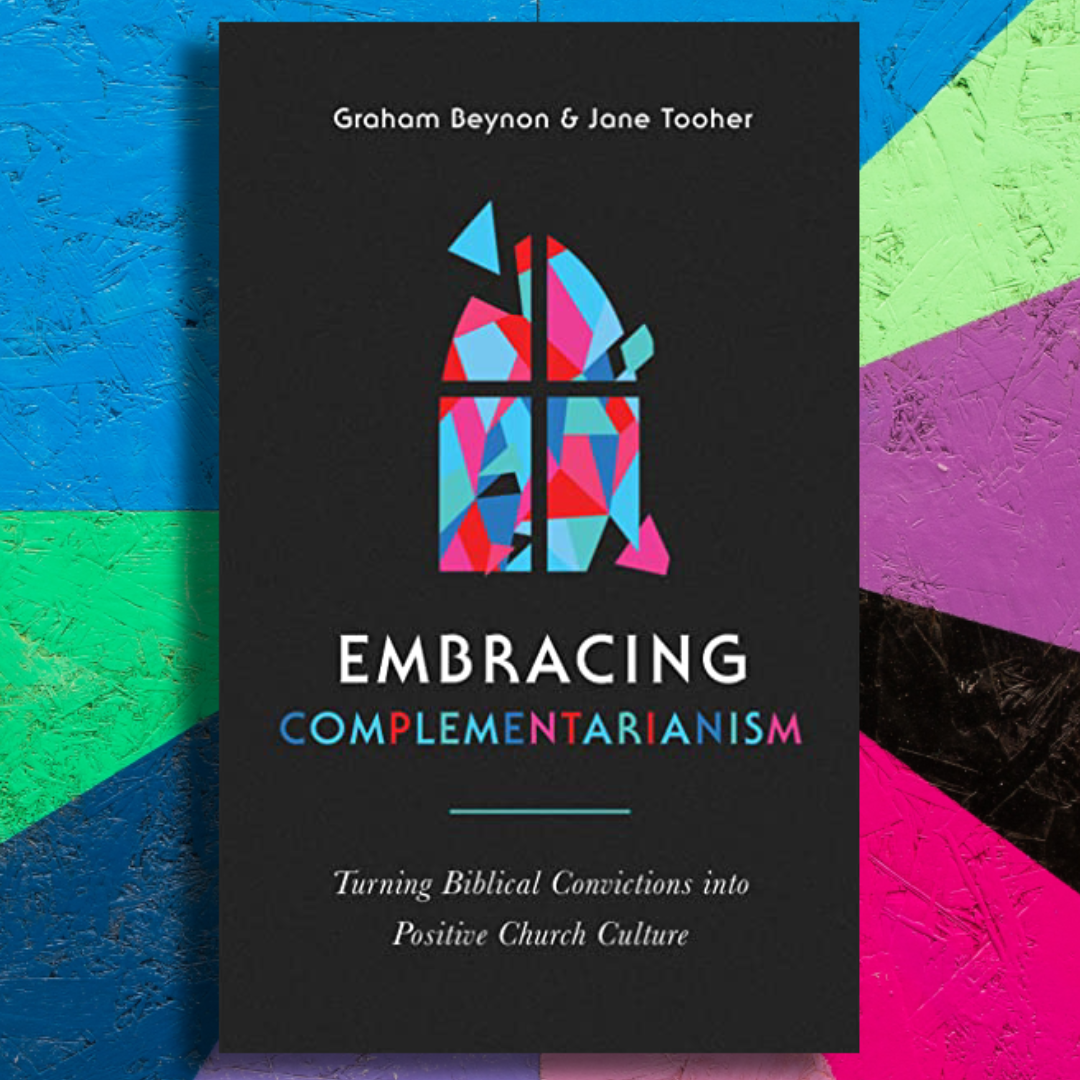 Graham Beynon & Jane Tooher
EMBRACING
COMPLEMENTARIANISM
Turning Biblical Convictions into
Positive Church Culture